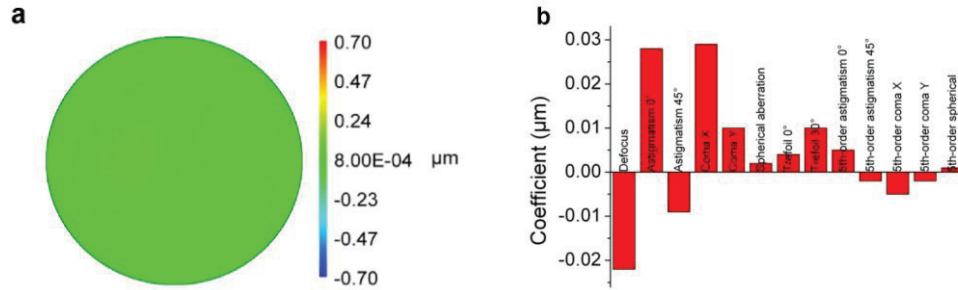 a
0.70
0.47
0.24
8.00E-04 μm
-0.23
-0.47
-0.70
b
Coefficient (μm)
0.03
0.02
0.01
0.00
-0.01
-0.02
Defocus
Astigmatism 0°
Astigmatism 45°
Coma X
Coma Y
Spherical aberration
Trefoil 0°
Trefoil 30°
5th-order astigmatism 0°
5th-order astigmatism 45°
5th-order coma X
5th-order coma Y
5th-order spherical